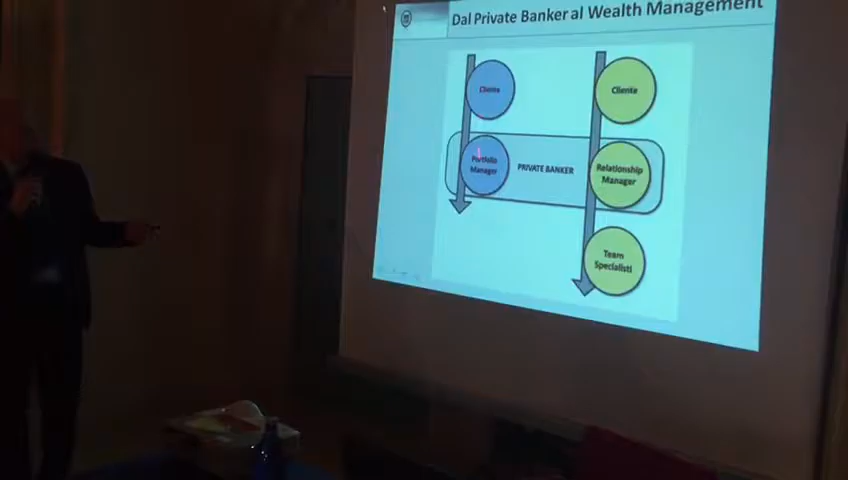 Dal Private Banker al Wealth Management
Cliente
Cliente
Portfolio
Manager
PRIVATE BANKER
Relationship
Manager
Team
Specialisti